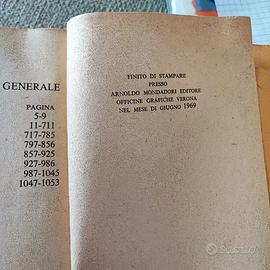 GENERALE
PAGINA
5-9
11-711
717-785
797-856
857-925
927-986
987-1045
1047-1053
FINITO DI STAMPARE
PRESSO
ARNOLDO MONDADORI EDITORE
OFFICINE GRAFICHE VERONA
NEL MESE DI GIUGNO 1969
subito